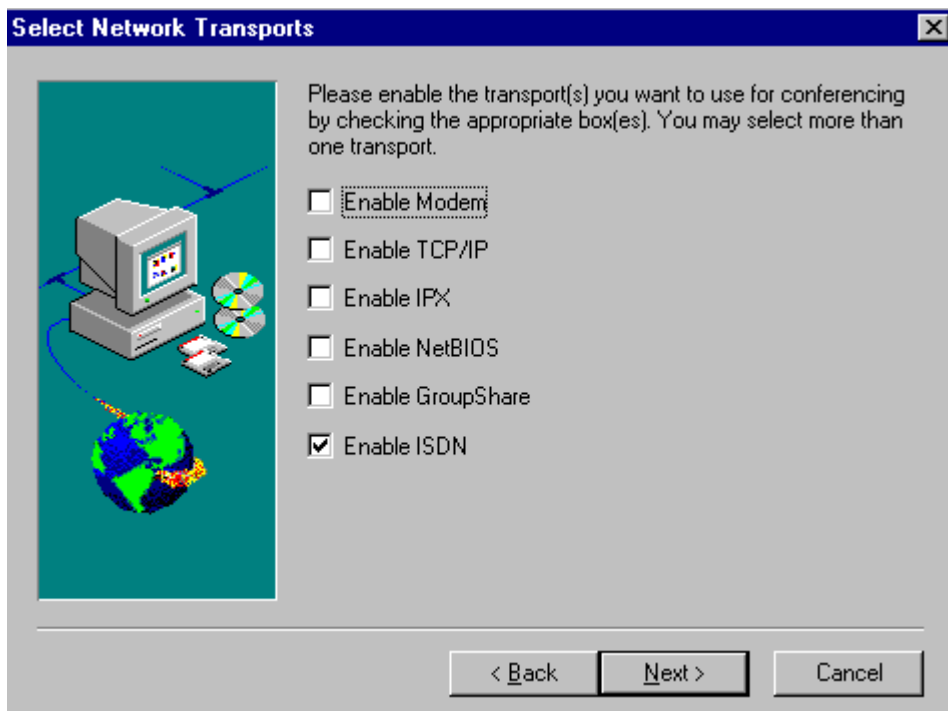 Select Network Transports
Please enable the transport(s) you want to use for conferencing
by checking the appropriate box(es). You may select more than
one transport.
Enable Modem
Enable TCP/IP
Enable IPX
Enable NetBIOS
Enable GroupShare
Enable ISDN
< Back
Next >
Cancel